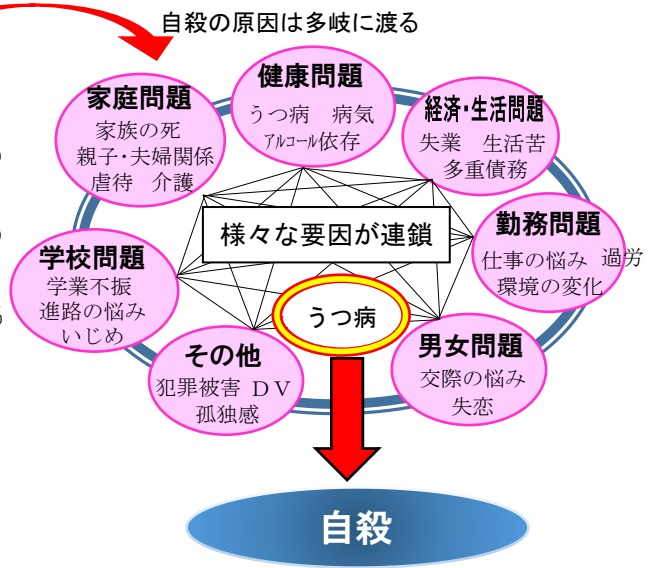 自殺の原因は多岐に渡る
健康問題
うつ病　病気
アルコール依存
家庭問題
家族の死
親子・夫婦関係
虐待　介護
経済・生活問題
失業　生活苦
多重債務
様々な要因が連鎖
勤務問題
仕事の悩み　過労
環境の変化
学校問題
学業不振
進路の悩み
いじめ
うつ病
その他
犯罪被害　ＤＶ
孤独感
男女問題
交際の悩み
失恋
自殺